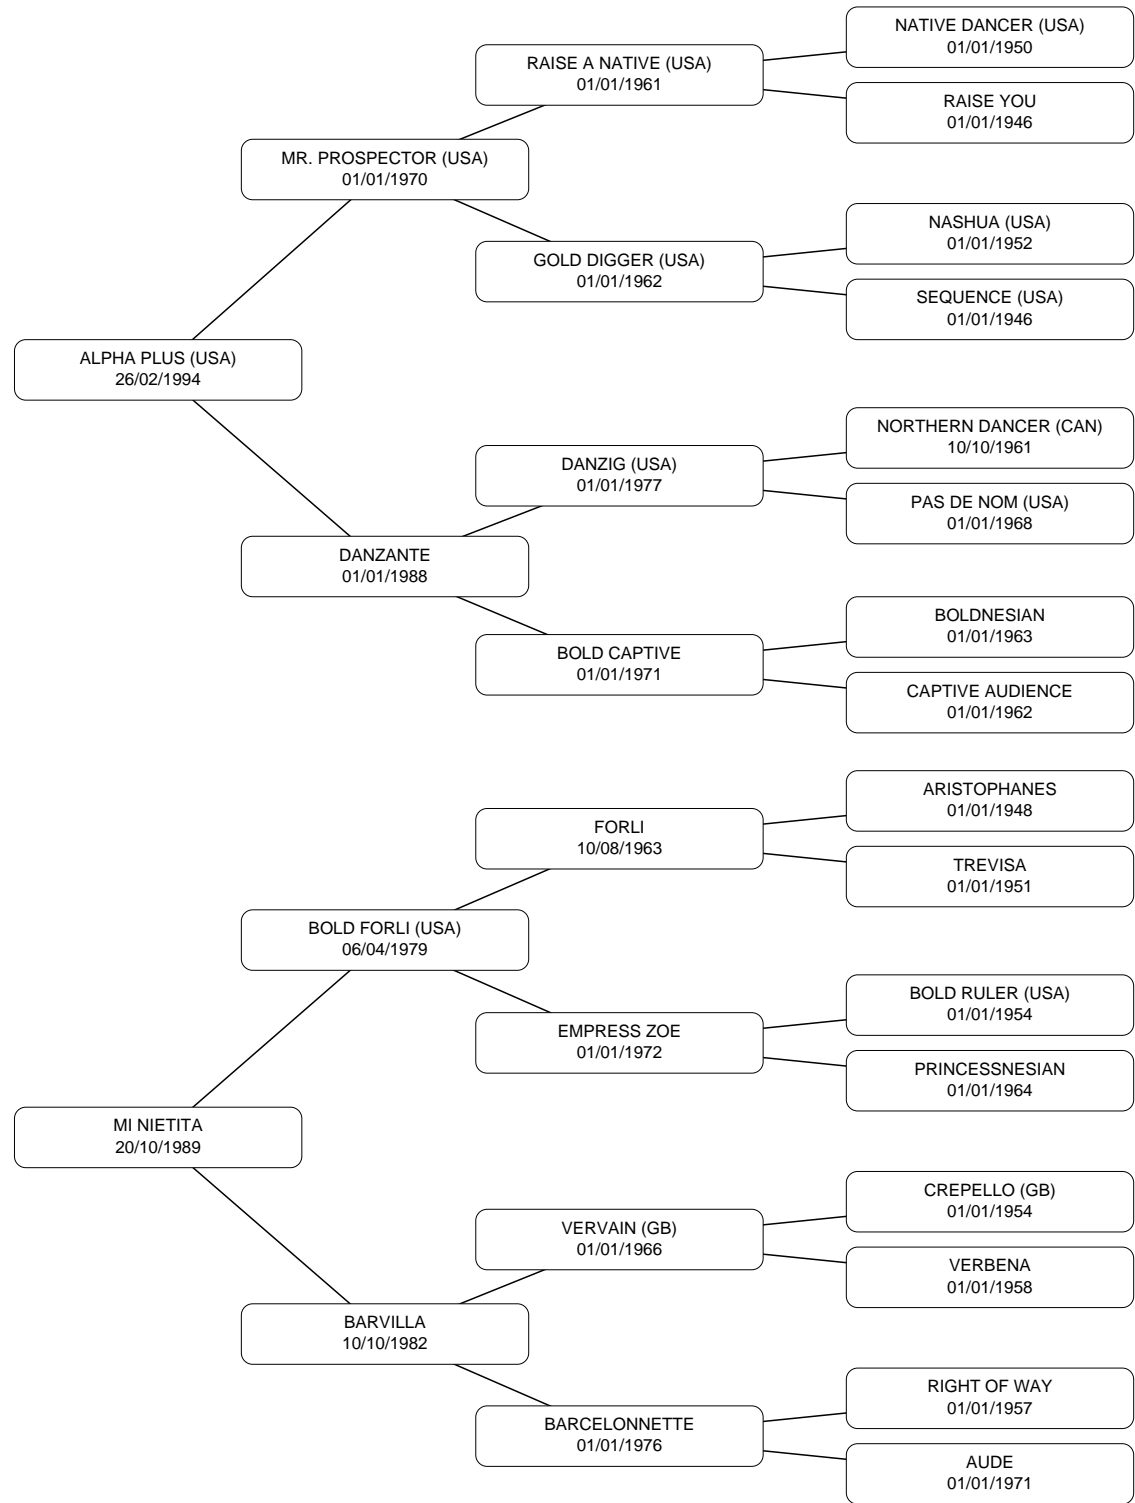 NATIVE DANCER (USA)
01/01/1950
RAISE A NATIVE (USA)
01/01/1961
RAISE YOU
01/01/1946
MR. PROSPECTOR (USA)
01/01/1970
NASHUA (USA)
01/01/1952
GOLD DIGGER (USA)
01/01/1962
SEQUENCE (USA)
01/01/1946
ALPHA PLUS (USA)
26/02/1994
NORTHERN DANCER (CAN)
10/10/1961
DANZIG (USA)
01/01/1977
PAS DE NOM (USA)
01/01/1968
DANZANTE
01/01/1988
BOLDNESIAN
01/01/1963
BOLD CAPTIVE
01/01/1971
CAPTIVE AUDIENCE
01/01/1962
ARISTOPHANES
01/01/1948
FORLI
10/08/1963
TREVISA
01/01/1951
BOLD FORLI (USA)
06/04/1979
BOLD RULER (USA)
01/01/1954
EMPRESS ZOE
01/01/1972
PRINCESSNESIAN
01/01/1964
MI NIETITA
20/10/1989
CREPELLO (GB)
01/01/1954
VERVAIN (GB)
01/01/1966
VERBENA
01/01/1958
BARVILLA
10/10/1982
RIGHT OF WAY
01/01/1957
BARCELONNETTE
01/01/1976
AUDE
01/01/1971